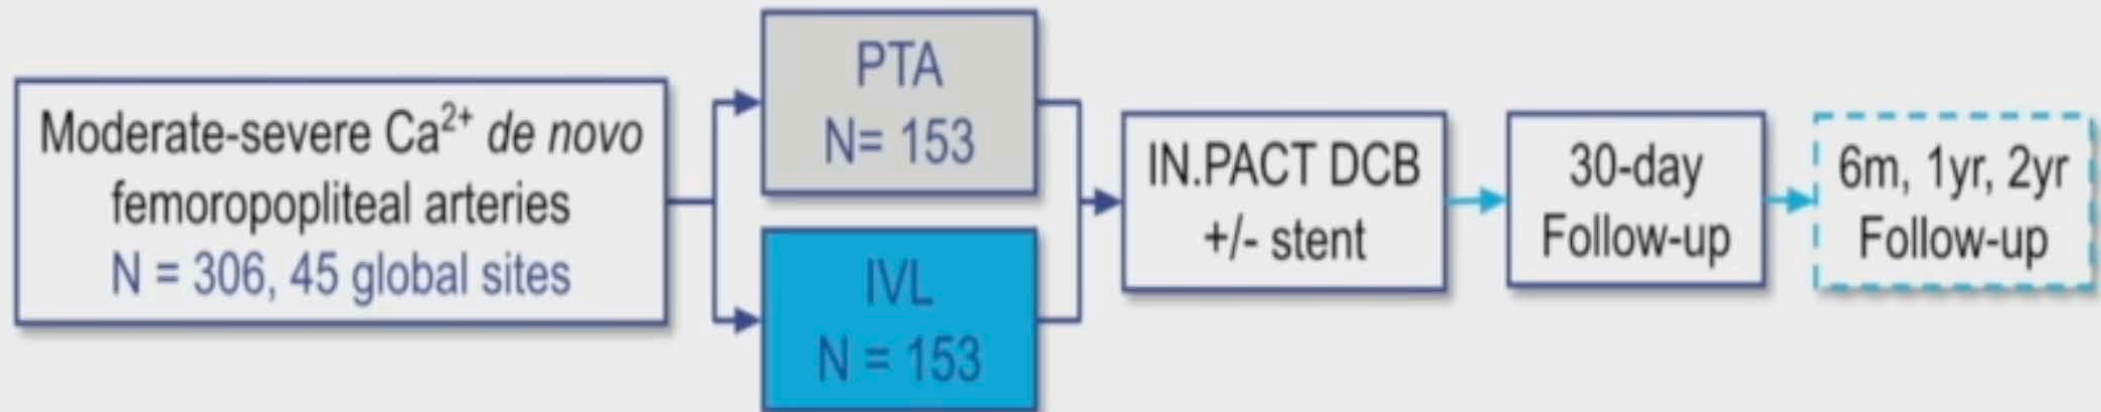 Moderate-severe Ca²⁺ de novo
femoropopliteal arteries
N = 306, 45 global sites
PTA
N= 153
IVL
N = 153
IN.PACT DCB
+/- stent
30-day
Follow-up
6m, 1yr, 2yr
Follow-up